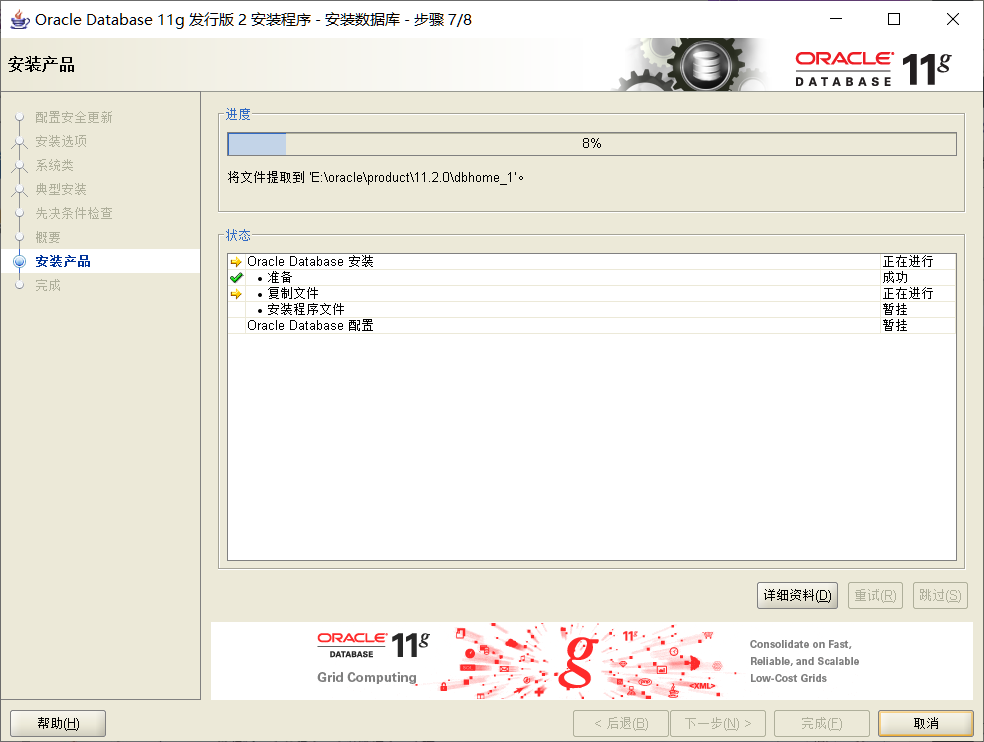 Oracle Database 11g 发行版 2 安装程序 - 安装数据库 - 步骤 7/8
安装产品
ORACLE
DATABASE 11g
配置安全更新
安装选项
系统类
典型安装
先决条件检查
概要
安装产品
完成
进度
8%
将文件提取到 'E:\oracle\product\11.2.0\dbhome_1'。
状态
Oracle Database 安装 正在进行
• 准备 成功
• 复制文件 正在进行
• 安装程序文件 暂挂
Oracle Database 配置 暂挂
详细资料(D) 重试(R) 跳过(S)
ORACLE
DATABASE 11g
Grid Computing
g
11g
<XML>
Consolidate on Fast,
Reliable, and Scalable
Low-Cost Grids
帮助(H) < 后退(B) 下一步(N) > 完成(F) 取消